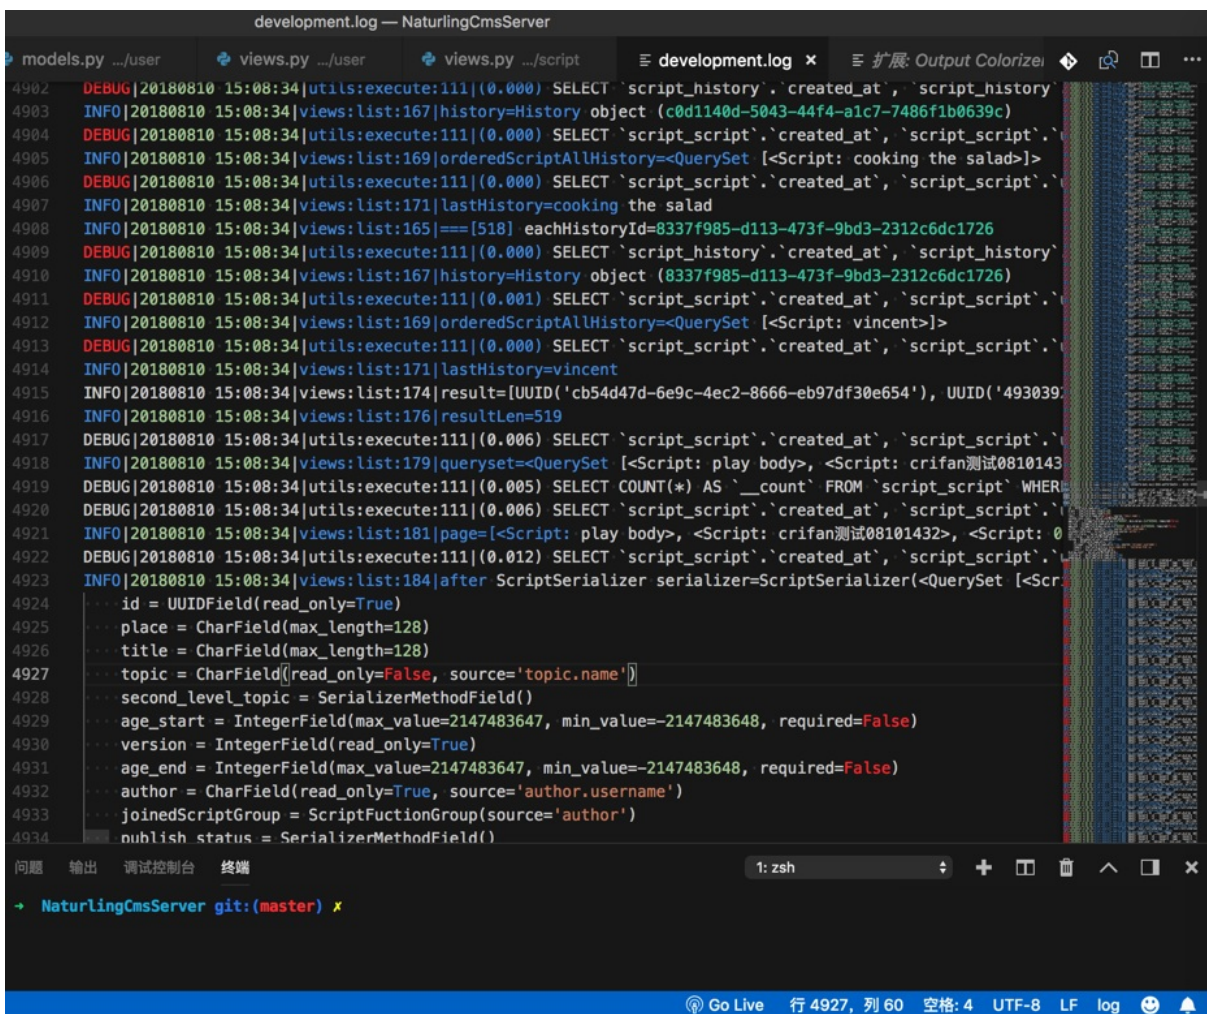 development.log — NaturlingCmsServer
models.py …/user views.py …/user views.py …/script development.log × 扩展: Output Colorizer
4902 DEBUG|20180810 15:08:34|utils:execute:111|(0.000) SELECT `script_history`.`created_at`, `script_history`
4903 INFO|20180810 15:08:34|views:list:167|history=History object (c0d1140d-5043-44f4-a1c7-7486f1b0639c)
4904 DEBUG|20180810 15:08:34|utils:execute:111|(0.000) SELECT `script_script`.`created_at`, `script_script`.`
4905 INFO|20180810 15:08:34|views:list:169|orderedScriptAllHistory=<QuerySet [<Script: cooking the salad>]>
4906 DEBUG|20180810 15:08:34|utils:execute:111|(0.000) SELECT `script_script`.`created_at`, `script_script`.`
4907 INFO|20180810 15:08:34|views:list:171|lastHistory=cooking the salad
4908 INFO|20180810 15:08:34|views:list:165|===[518] eachHistoryId=8337f985-d113-473f-9bd3-2312c6dc1726
4909 DEBUG|20180810 15:08:34|utils:execute:111|(0.000) SELECT `script_history`.`created_at`, `script_history`
4910 INFO|20180810 15:08:34|views:list:167|history=History object (8337f985-d113-473f-9bd3-2312c6dc1726)
4911 DEBUG|20180810 15:08:34|utils:execute:111|(0.001) SELECT `script_script`.`created_at`, `script_script`.`
4912 INFO|20180810 15:08:34|views:list:169|orderedScriptAllHistory=<QuerySet [<Script: vincent>]>
4913 DEBUG|20180810 15:08:34|utils:execute:111|(0.000) SELECT `script_script`.`created_at`, `script_script`.`
4914 INFO|20180810 15:08:34|views:list:171|lastHistory=vincent
4915 INFO|20180810 15:08:34|views:list:174|result=[UUID('cb54d47d-6e9c-4ec2-8666-eb97df30e654'), UUID('493039
4916 INFO|20180810 15:08:34|views:list:176|resultLen=519
4917 DEBUG|20180810 15:08:34|utils:execute:111|(0.006) SELECT `script_script`.`created_at`, `script_script`.`
4918 INFO|20180810 15:08:34|views:list:179|queryset=<QuerySet [<Script: play body>, <Script: crifan测试0810143
4919 DEBUG|20180810 15:08:34|utils:execute:111|(0.005) SELECT COUNT(*) AS `__count` FROM `script_script` WHERE
4920 DEBUG|20180810 15:08:34|utils:execute:111|(0.006) SELECT `script_script`.`created_at`, `script_script`.`
4921 INFO|20180810 15:08:34|views:list:181|page=[<Script: play body>, <Script: crifan测试08101432>, <Script: 0
4922 DEBUG|20180810 15:08:34|utils:execute:111|(0.012) SELECT `script_script`.`created_at`, `script_script`.`
4923 INFO|20180810 15:08:34|views:list:184|after ScriptSerializer serializer=ScriptSerializer(<QuerySet [<Scr
4924 id = UUIDField(read_only=True)
4925 place = CharField(max_length=128)
4926 title = CharField(max_length=128)
4927 topic = CharField(read_only=False, source='topic.name')
4928 second_level_topic = SerializerMethodField()
4929 age_start = IntegerField(max_value=2147483647, min_value=-2147483648, required=False)
4930 version = IntegerField(read_only=True)
4931 age_end = IntegerField(max_value=2147483647, min_value=-2147483648, required=False)
4932 author = CharField(read_only=True, source='author.username')
4933 joinedScriptGroup = ScriptFuctionGroup(source='author')
4934 publish_status = SerializerMethodField()
问题 输出 调试控制台 终端 1: zsh
➜ NaturlingCmsServer git:(master) ✗
Go Live 行 4927, 列 60 空格: 4 UTF-8 LF log